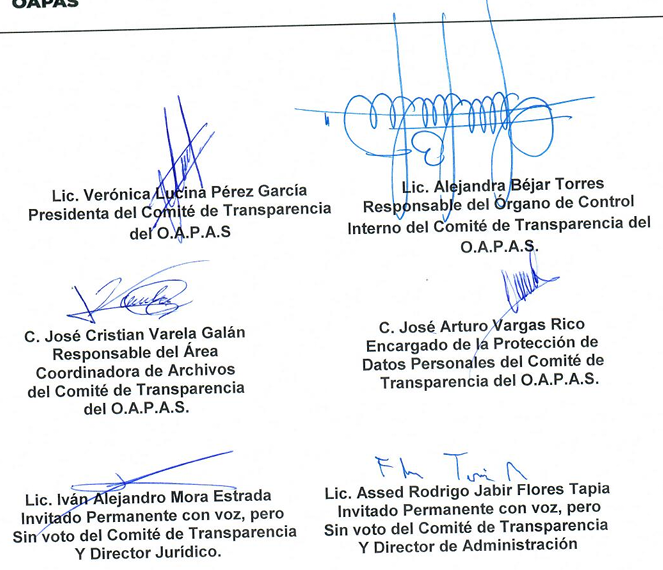 OAPAS
Lic. Verónica Lucina Pérez García
Presidenta del Comité de Transparencia
del O.A.P.A.S
Lic. Alejandra Béjar Torres
Responsable del Órgano de Control
Interno del Comité de Transparencia del
O.A.P.A.S.
C. José Cristian Varela Galán
Responsable del Área
Coordinadora de Archivos
del Comité de Transparencia
del O.A.P.A.S.
C. José Arturo Vargas Rico
Encargado de la Protección de
Datos Personales del Comité de
Transparencia del O.A.P.A.S.
Lic. Iván Alejandro Mora Estrada
Invitado Permanente con voz, pero
Sin voto del Comité de Transparencia
Y Director Jurídico.
Lic. Assed Rodrigo Jabir Flores Tapia
Invitado Permanente con voz, pero
Sin voto del Comité de Transparencia
Y Director de Administración